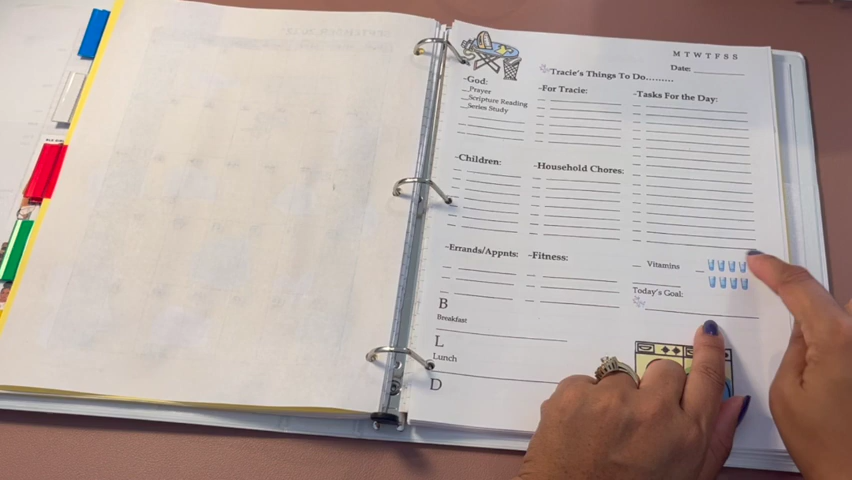 M T W T F S S
Date:
Tracie's Things To Do.........
-God:
Prayer
Scripture Reading
Series Study
-For Tracie:
-Tasks For the Day:
-Children:
-Household Chores:
-Errands/Appnts:
-Fitness:
Vitamins
Today's Goal:
B
Breakfast
L
Lunch
D